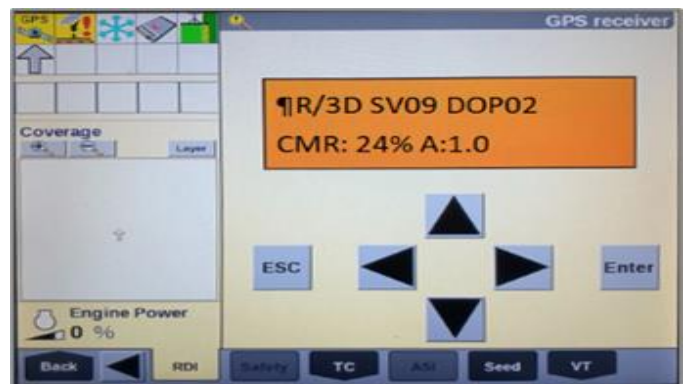 GPS
GPS receiver
¶R/3D SV09 DOP02
CMR: 24% A:1.0
Coverage
Layer
ESC
Enter
Engine Power
0 %
Back
RDI
Safety
TC
ASI
Seed
VT